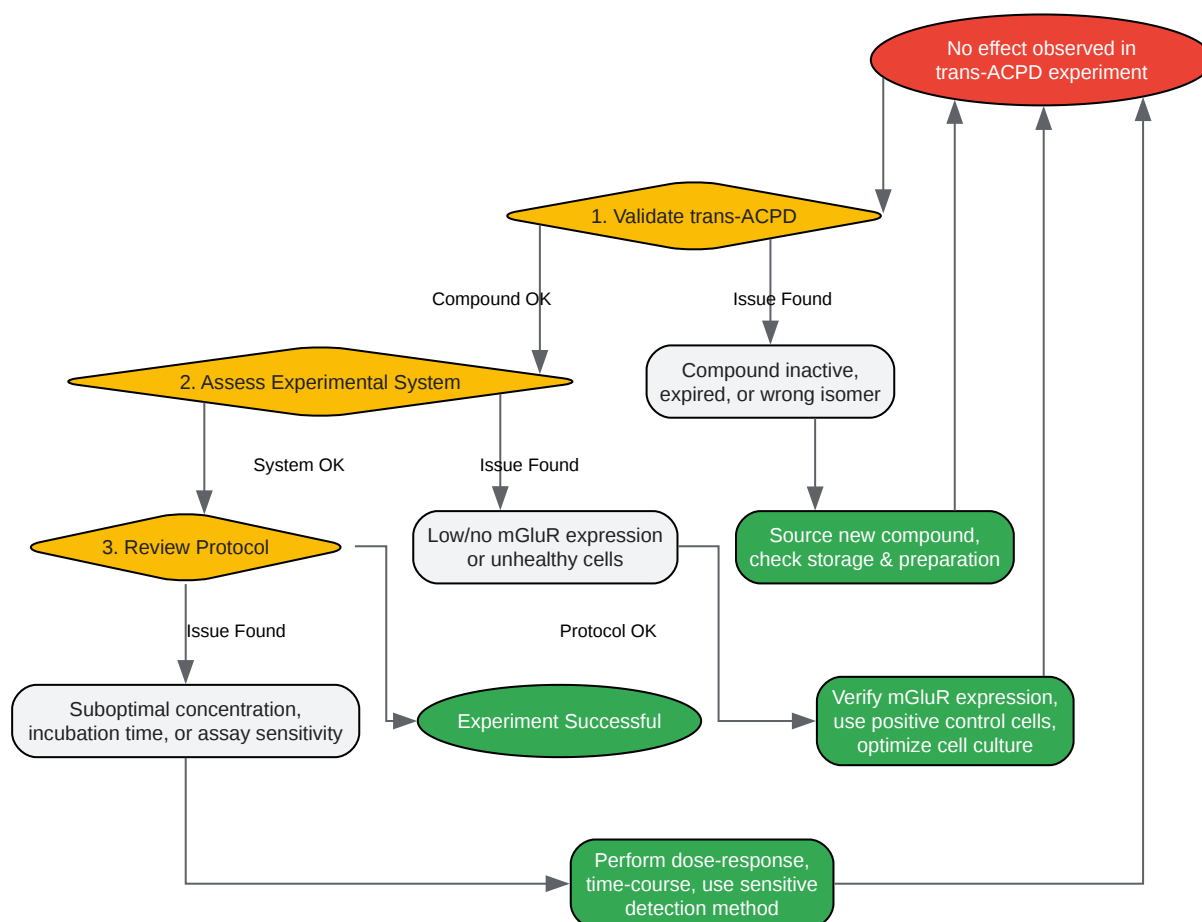 No effect observed in
trans-ACPD experiment
1. Validate trans-ACPD
Compound OK
Issue Found
2. Assess Experimental System
Compound inactive,
expired, or wrong isomer
System OK
Issue Found
3. Review Protocol
Low/no mGluR expression
or unhealthy cells
Source new compound,
check storage & preparation
Issue Found
Protocol OK
Suboptimal concentration,
incubation time, or assay sensitivity
Experiment Successful
Verify mGluR expression,
use positive control cells,
optimize cell culture
Perform dose-response,
time-course, use sensitive
detection method